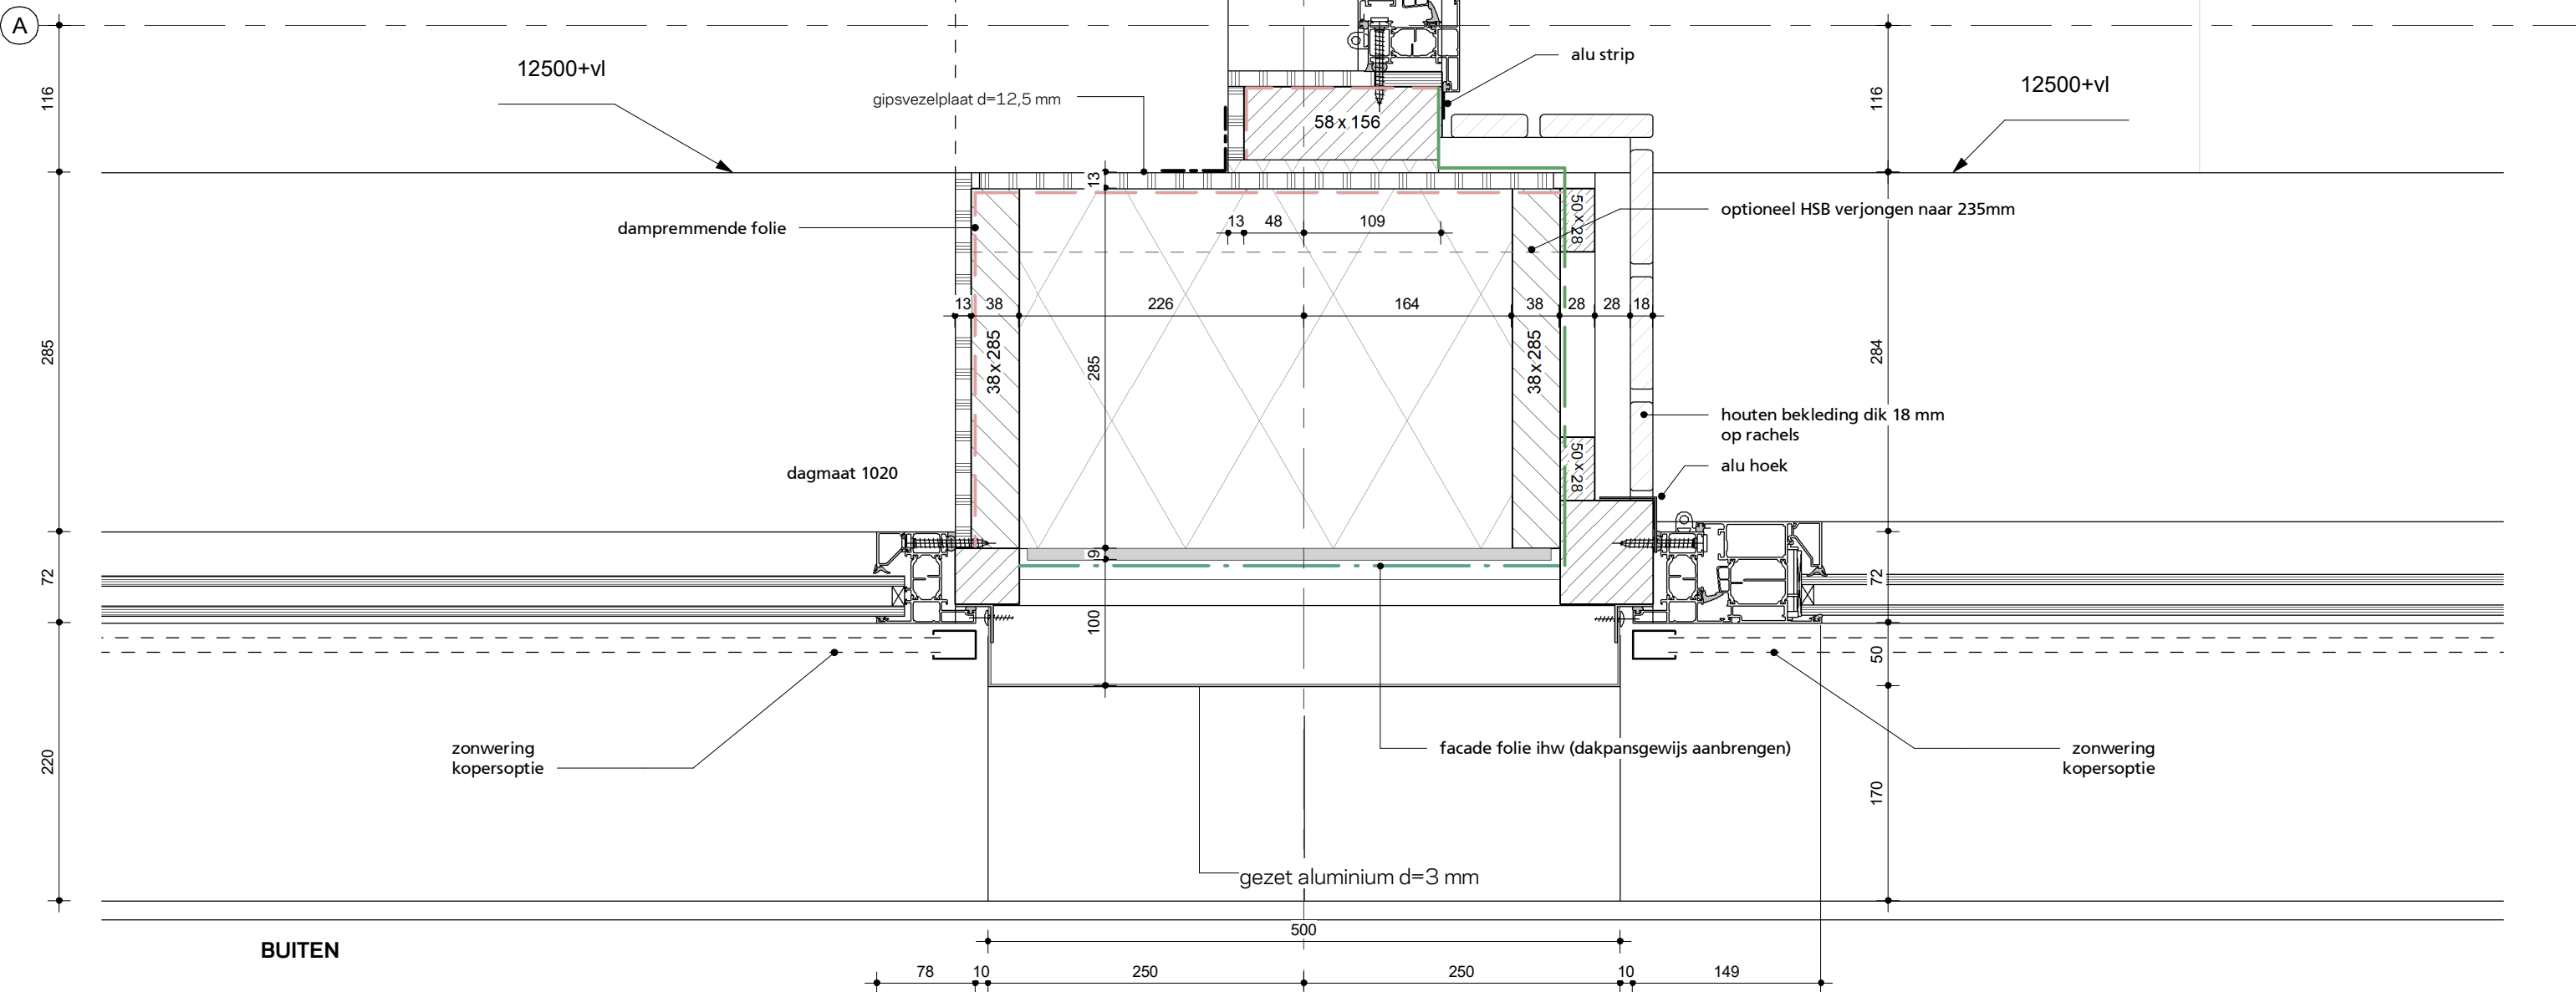 A
12500+vl
alu strip
12500+vl
116
gipsvezelplaat d=12,5 mm
116
58 x 156
13
dampremmende folie
13
48
109
50 x 28
optioneel HSB verjongen naar 235mm
13
38
226
164
38
28
28
18
285
38 x 285
285
38 x 285
284
houten bekleding dik 18 mm
op rachels
dagmaat 1020
50 x 28
alu hoek
9
72
72
100
50
zonwering
kopersoptie
facade folie ihw (dakpansgewijs aanbrengen)
zonwering
kopersoptie
220
170
gezet aluminium d=3 mm
BUITEN
500
78
10
250
250
10
149